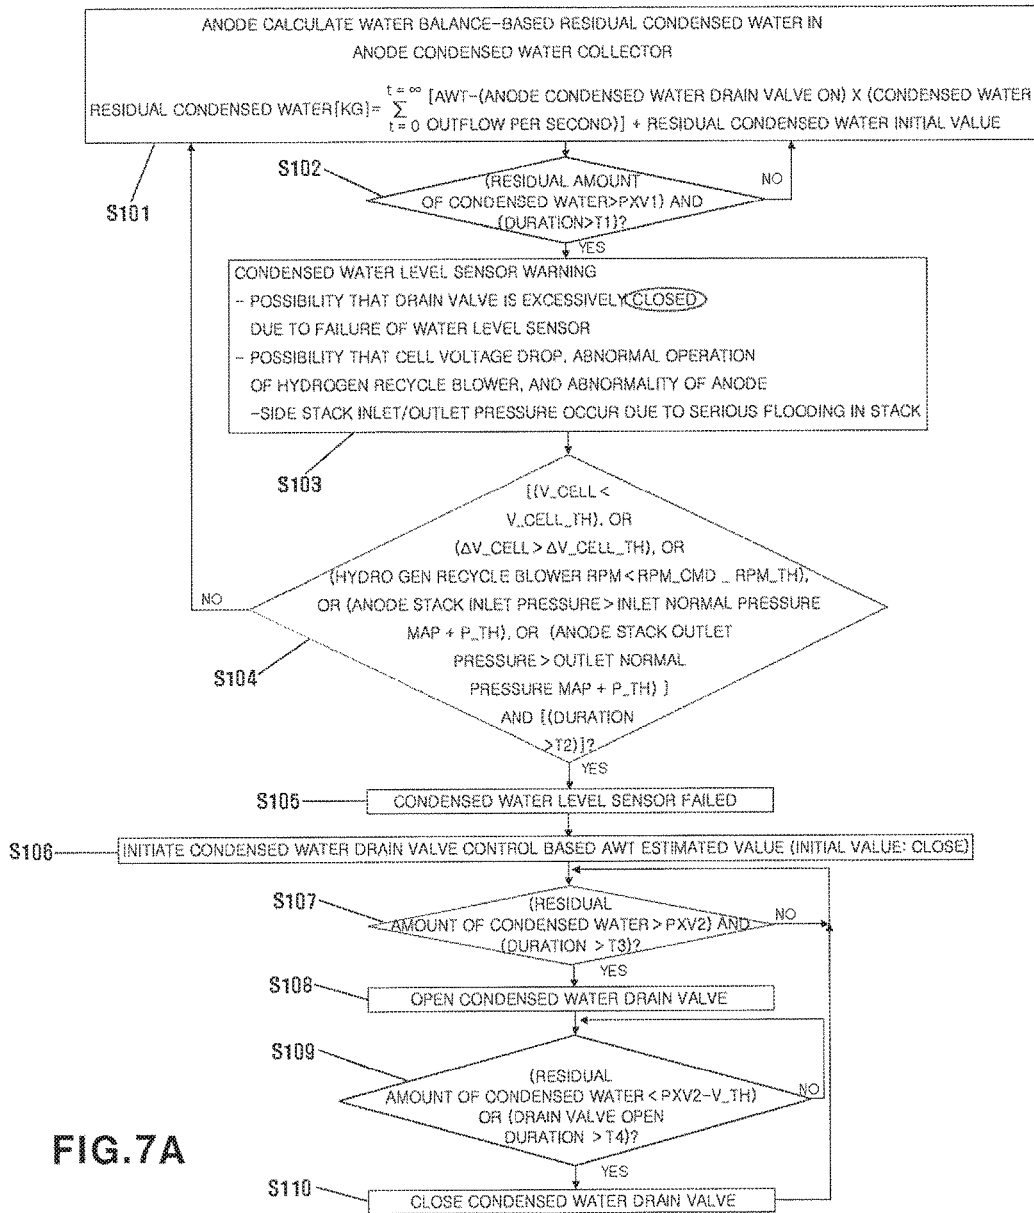 ANODE CALCULATE WATER BALANCE-BASED RESIDUAL CONDENSED WATER IN
ANODE CONDENSED WATER COLLECTOR
RESIDUAL CONDENSED WATER[KG]= t = ∞ ∑ t = 0 [AWT-(ANODE CONDENSED WATER DRAIN VALVE ON) X (CONDENSED WATER
OUTFLOW PER SECOND)] + RESIDUAL CONDENSED WATER INITIAL VALUE
S101
S102
(RESIDUAL AMOUNT
OF CONDENSED WATER>PXV1) AND
(DURATION>T1)?
NO
YES
CONDENSED WATER LEVEL SENSOR WARNING
- POSSIBILITY THAT DRAIN VALVE IS EXCESSIVELY CLOSED
DUE TO FAILURE OF WATER LEVEL SENSOR
- POSSIBILITY THAT CELL VOLTAGE DROP, ABNORMAL OPERATION
OF HYDROGEN RECYCLE BLOWER, AND ABNORMALITY OF ANODE
-SIDE STACK INLET/OUTLET PRESSURE OCCUR DUE TO SERIOUS FLOODING IN STACK
S103
[(V_CELL <
V_CELL_TH), OR
(ΔV_CELL > ΔV_CELL_TH), OR
(HYDRO GEN RECYCLE BLOWER RPM < RPM_CMD _ RPM_TH),
OR (ANODE STACK INLET PRESSURE > INLET NORMAL PRESSURE
MAP + P_TH), OR (ANODE STACK OUTLET
PRESSURE > OUTLET NORMAL
PRESSURE MAP + P_TH) ]
AND [(DURATION
>T2)]?
NO
S104
YES
S105
CONDENSED WATER LEVEL SENSOR FAILED
S106
INITIATE CONDENSED WATER DRAIN VALVE CONTROL BASED AWT ESTIMATED VALUE (INITIAL VALUE: CLOSE)
S107
(RESIDUAL
AMOUNT OF CONDENSED WATER > PXV2) AND
(DURATION > T3)?
NO
YES
S108
OPEN CONDENSED WATER DRAIN VALVE
S109
(RESIDUAL
AMOUNT OF CONDENSED WATER < PXV2-V_TH)
OR (DRAIN VALVE OPEN
DURATION > T4)?
NO
YES
S110
CLOSE CONDENSED WATER DRAIN VALVE
FIG.7A